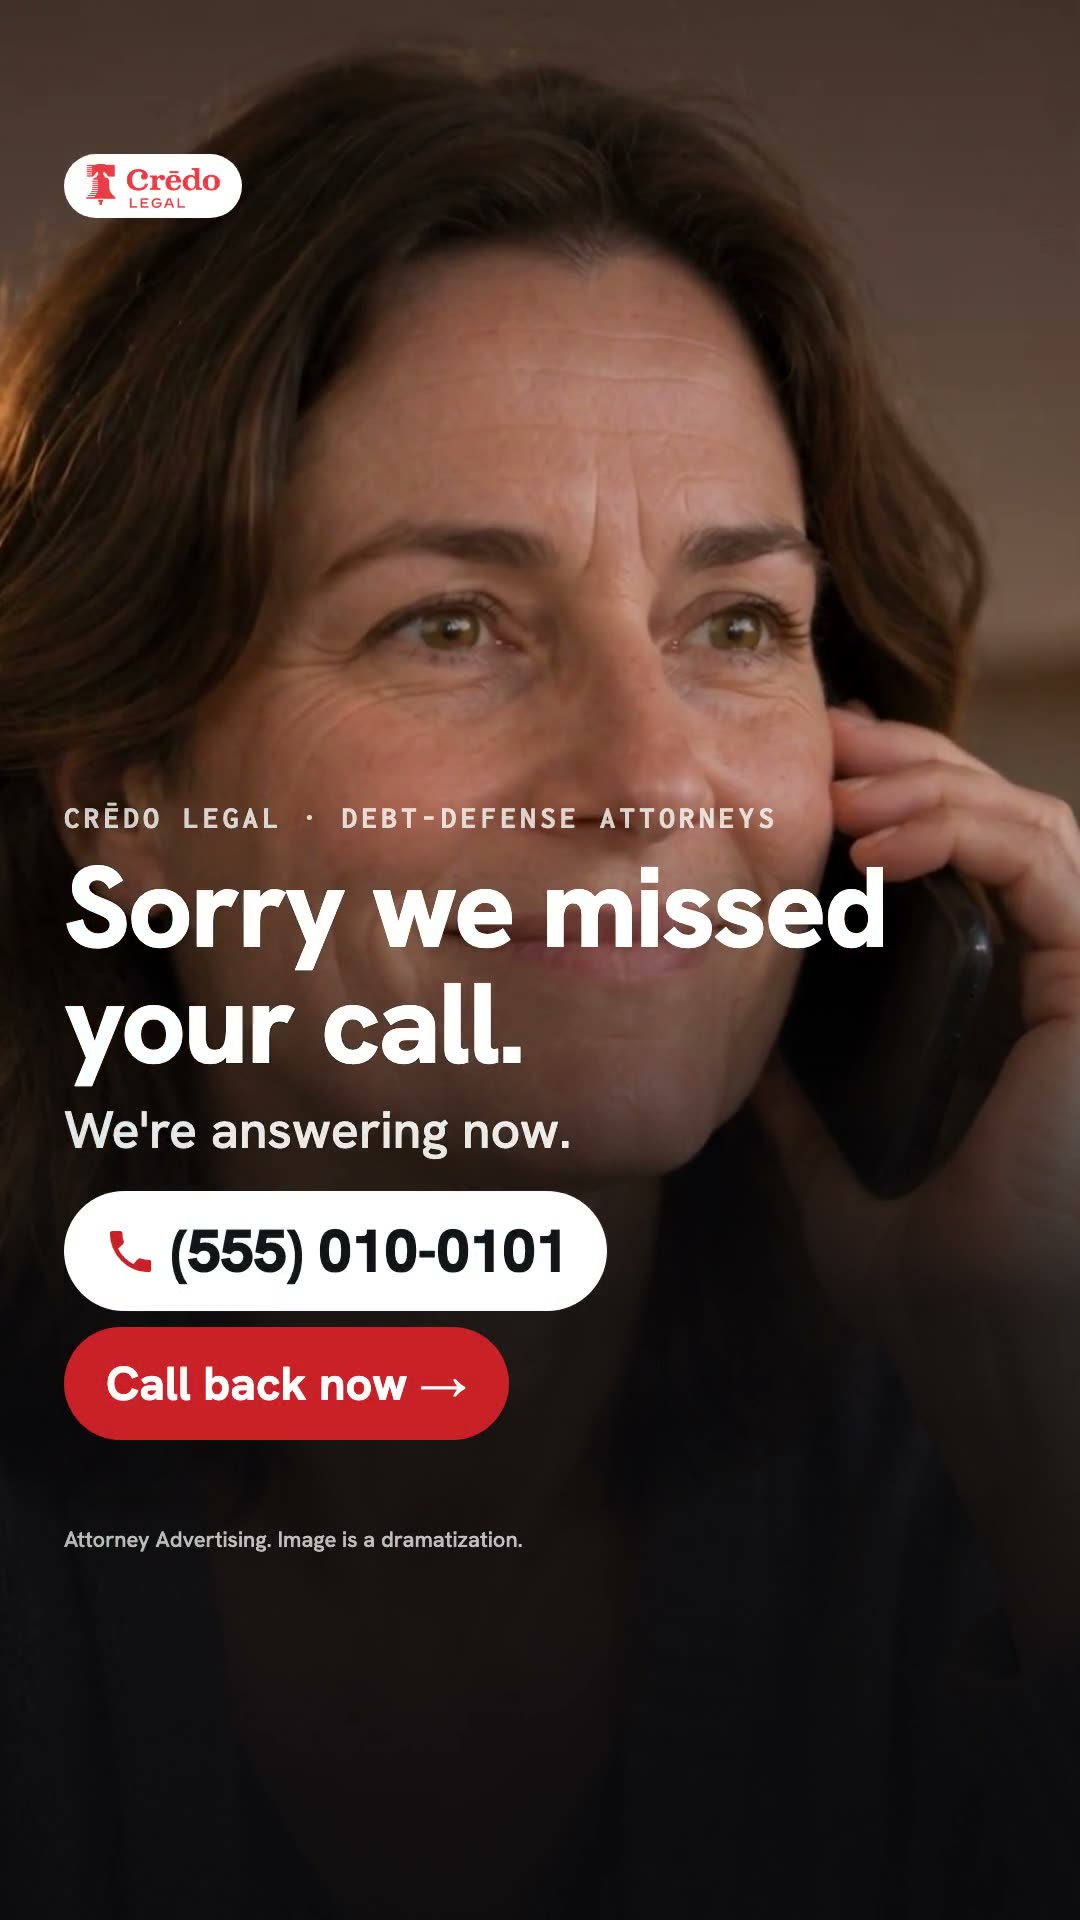 Crēdo
LEGAL
CRĒDO LEGAL · DEBT-DEFENSE ATTORNEYS
Sorry we missed
your call.
We're answering now.
(555) 010-0101
Call back now →
Attorney Advertising. Image is a dramatization.